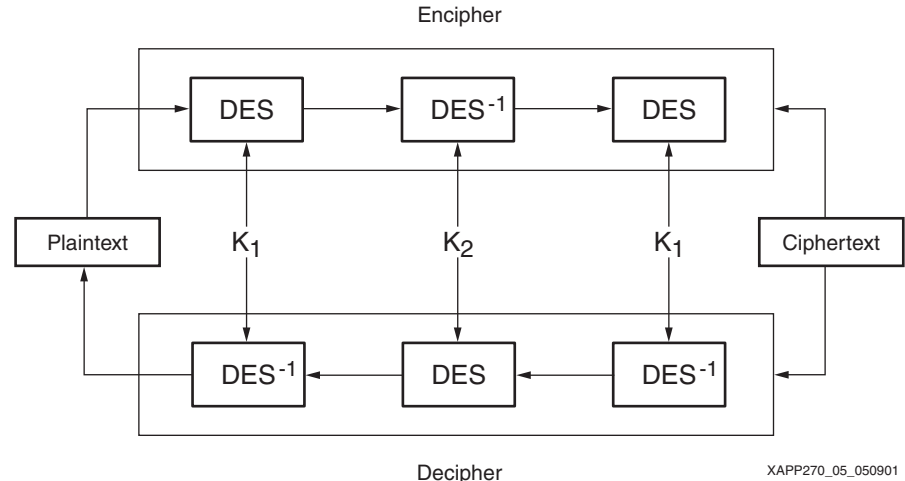 Encipher
DES
DES-1
DES
Plaintext
K1
K2
K1
Ciphertext
DES-1
DES
DES-1
Decipher
XAPP270_05_050901